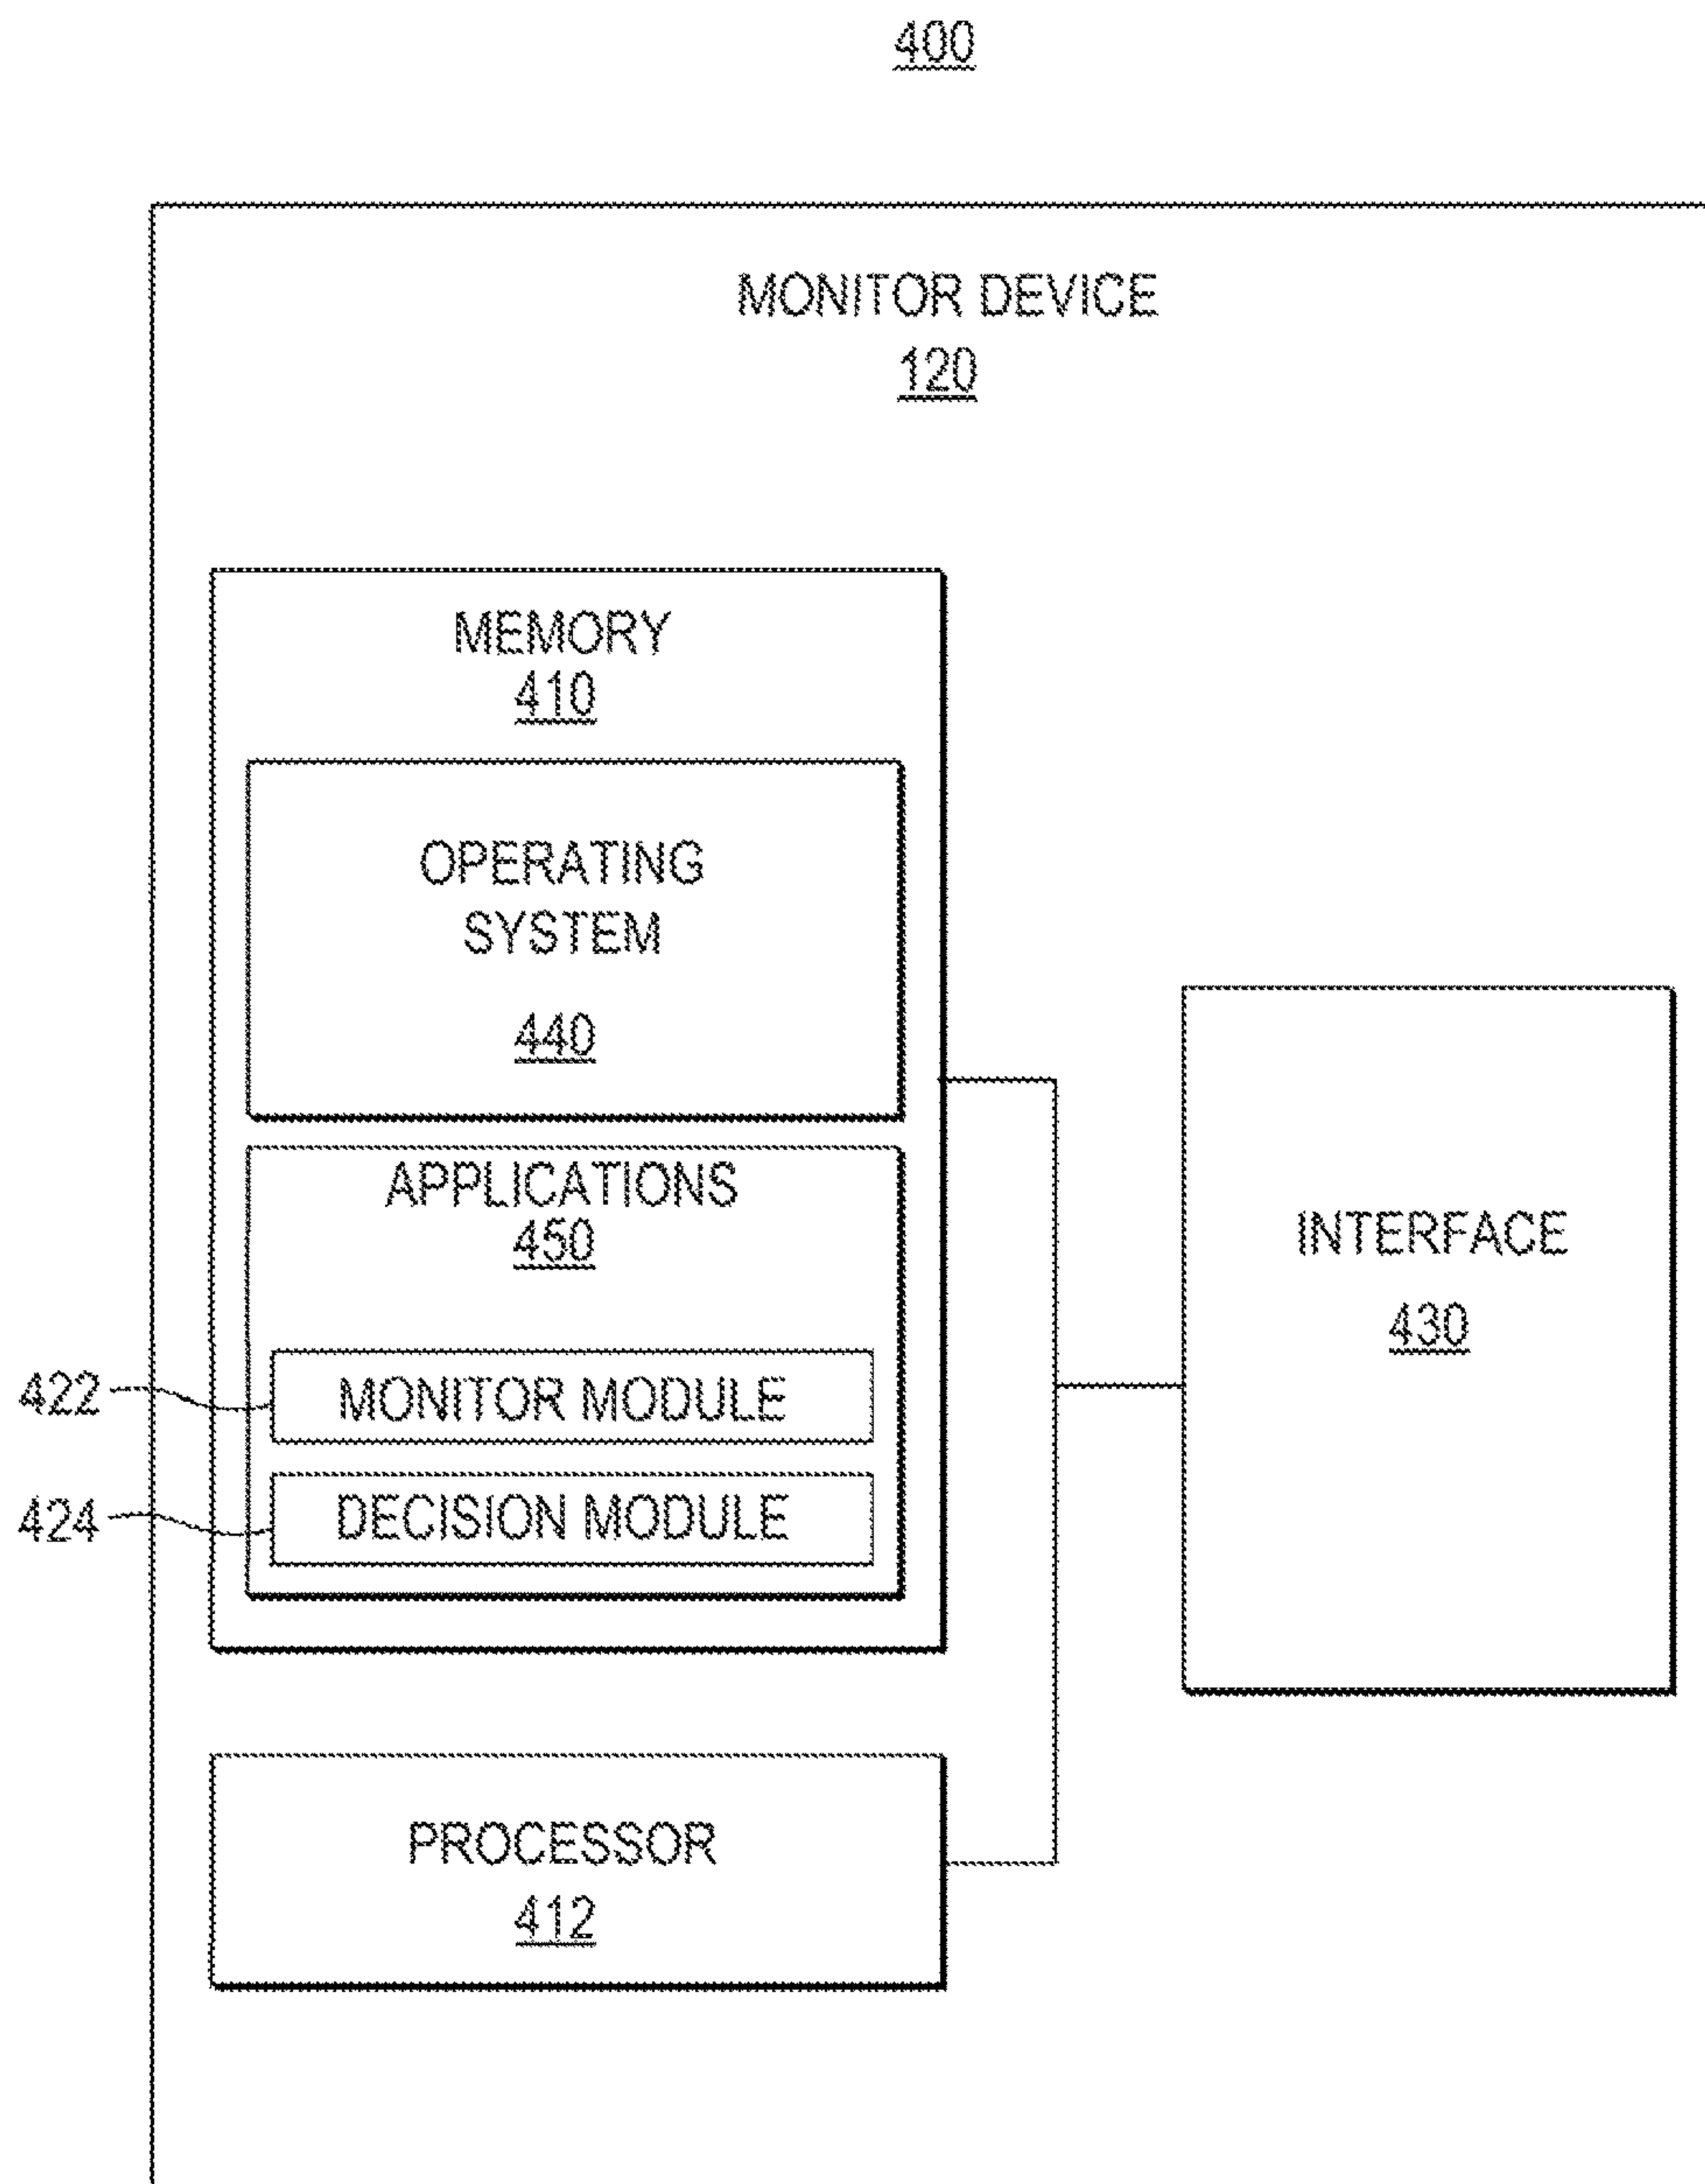 400
MONITOR DEVICE
120
MEMORY
410
OPERATING
SYSTEM
440
APPLICATIONS
450
INTERFACE
430
422
MONITOR MODULE
424
DECISION MODULE
PROCESSOR
412